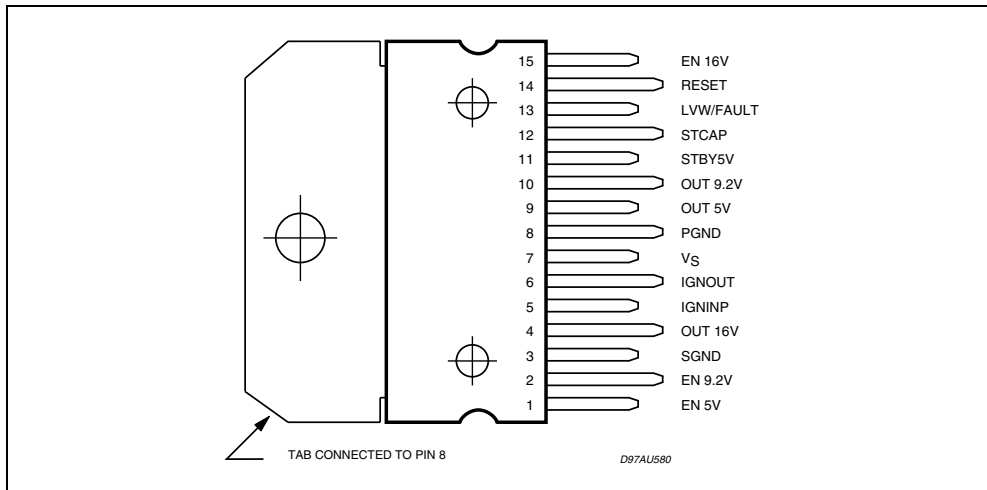 15 EN 16V
14 RESET
13 LVW/FAULT
12 STCAP
11 STBY5V
10 OUT 9.2V
9 OUT 5V
8 PGND
7 VS
6 IGNOUT
5 IGNINP
4 OUT 16V
3 SGND
2 EN 9.2V
1 EN 5V
TAB CONNECTED TO PIN 8
D97AU580